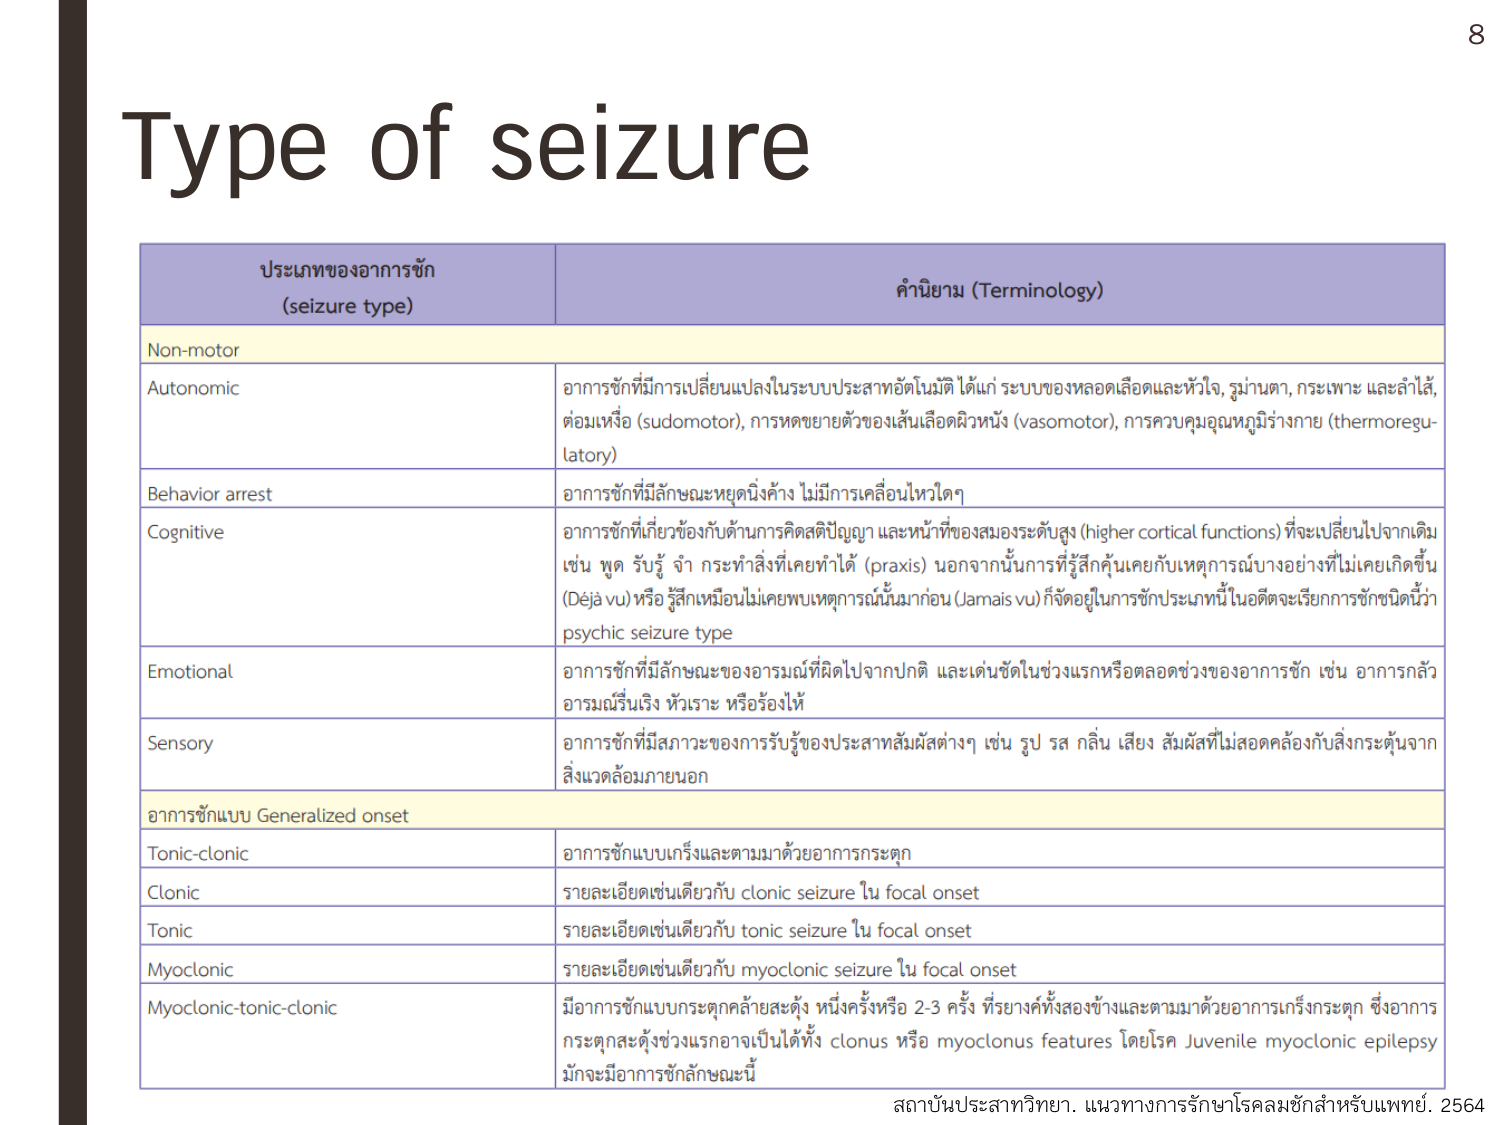 8
Type of seizure
ประเภทของอาการชัก
(seizure type)
คำนิยาม (Terminology)
Non-motor
Autonomic
อาการชักที่มีการเปลี่ยนแปลงในระบบประสาทอัตโนมัติ ได้แก่ ระบบของหลอดเลือดและหัวใจ, รูม่านตา, กระเพาะ และลำไส้,
ต่อมเหงื่อ (sudomotor), การหดขยายตัวของเส้นเลือดผิวหนัง (vasomotor), การควบคุมอุณหภูมิร่างกาย (thermoregu-
latory)
Behavior arrest
อาการชักที่มีลักษณะหยุดนิ่งค้าง ไม่มีการเคลื่อนไหวใดๆ
Cognitive
อาการชักที่เกี่ยวข้องกับด้านการคิดสติปัญญา และหน้าที่ของสมองระดับสูง (higher cortical functions) ที่จะเปลี่ยนไปจากเดิม
เช่น พูด รับรู้ จำ กระทำสิ่งที่เคยทำได้ (praxis) นอกจากนั้นการที่รู้สึกคุ้นเคยกับเหตุการณ์บางอย่างที่ไม่เคยเกิดขึ้น
(Déjà vu) หรือ รู้สึกเหมือนไม่เคยพบเหตุการณ์นั้นมาก่อน (Jamais vu) ก็จัดอยู่ในการชักประเภทนี้ ในอดีตจะเรียกการชักชนิดนี้ว่า
psychic seizure type
Emotional
อาการชักที่มีลักษณะของอารมณ์ที่ผิดไปจากปกติ และเด่นชัดในช่วงแรกหรือตลอดช่วงของอาการชัก เช่น อาการกลัว
อารมณ์รื่นเริง หัวเราะ หรือร้องไห้
Sensory
อาการชักที่มีสภาวะของการรับรู้ของประสาทสัมผัสต่างๆ เช่น รูป รส กลิ่น เสียง สัมผัสที่ไม่สอดคล้องกับสิ่งกระตุ้นจาก
สิ่งแวดล้อมภายนอก
อาการชักแบบ Generalized onset
Tonic-clonic
อาการชักแบบเกร็งและตามมาด้วยอาการกระตุก
Clonic
รายละเอียดเช่นเดียวกับ clonic seizure ใน focal onset
Tonic
รายละเอียดเช่นเดียวกับ tonic seizure ใน focal onset
Myoclonic
รายละเอียดเช่นเดียวกับ myoclonic seizure ใน focal onset
Myoclonic-tonic-clonic
มีอาการชักแบบกระตุกคล้ายสะดุ้ง หนึ่งครั้งหรือ 2-3 ครั้ง ที่รยางค์ทั้งสองข้างและตามมาด้วยอาการเกร็งกระตุก ซึ่งอาการ
กระตุกสะดุ้งช่วงแรกอาจเป็นได้ทั้ง clonus หรือ myoclonus features โดยโรค Juvenile myoclonic epilepsy
มักจะมีอาการชักลักษณะนี้
สถาบันประสาทวิทยา. แนวทางการรักษาโรคลมชักสำหรับแพทย์. 2564